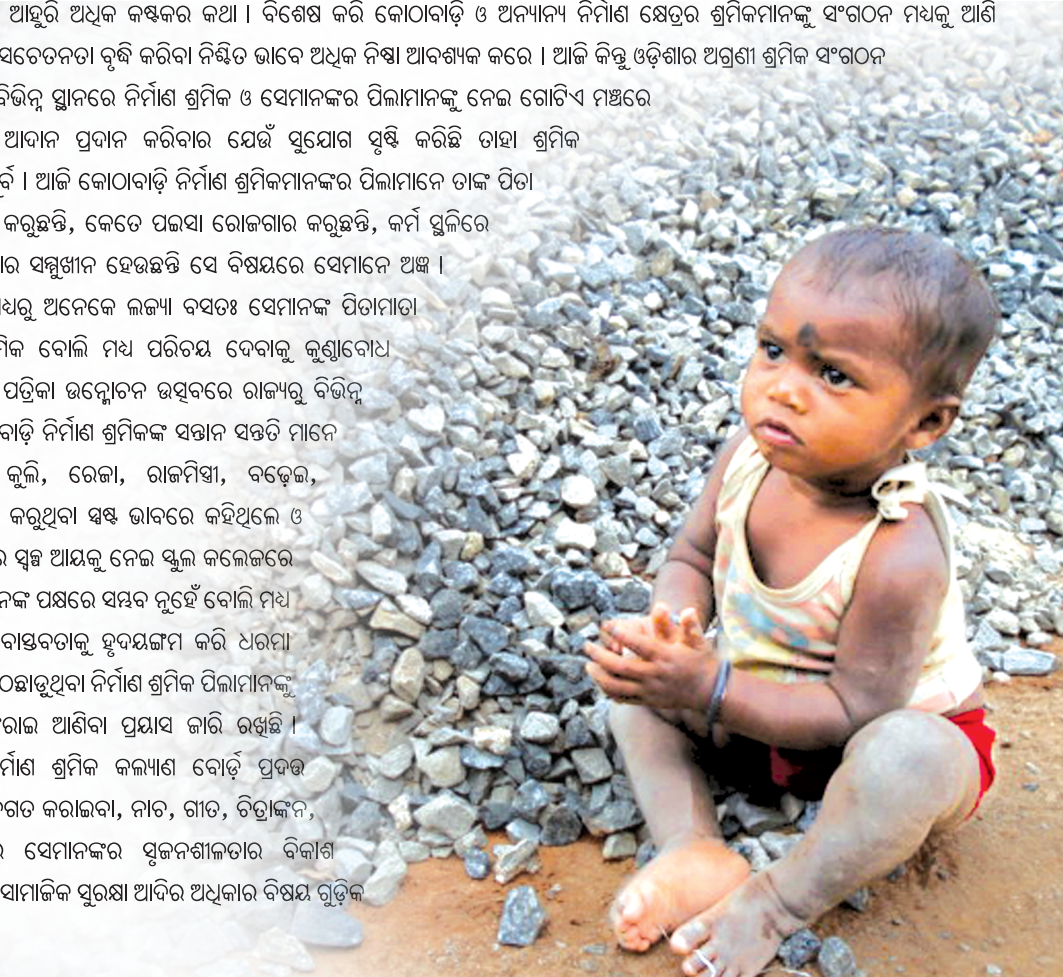 ଆହୁରି ଅଧିକ କଷ୍ଟକର କଥା । ବିଶେଷ କରି କୋଠାବାଡ଼ି ଓ ଅନ୍ୟାନ୍ୟ ନିର୍ମାଣ କ୍ଷେତ୍ରର ଶ୍ରମିକମାନଙ୍କୁ ସଂଗଠନ ମଧ୍ୟକୁ ଆଣି
ସଚେତନତା ବୃଦ୍ଧି କରିବା ନିଶ୍ଚିତ ଭାବେ ଅଧିକ ନିଷ୍ଠା ଆବଶ୍ୟକ କରେ । ଆଜି କିନ୍ତୁ ଓଡ଼ିଶାର ଅଗ୍ରଣୀ ଶ୍ରମିକ ସଂଗଠନ
ବିଭିନ୍ନ ସ୍ଥାନରେ ନିର୍ମାଣ ଶ୍ରମିକ ଓ ସେମାନଙ୍କର ପିଲାମାନଙ୍କୁ ନେଇ ଗୋଟିଏ ମଞ୍ଚରେ
ଆଦାନ ପ୍ରଦାନ କରିବାର ଯେଉଁ ସୁଯୋଗ ସୃଷ୍ଟି କରିଛି ତାହା ଶ୍ରମିକ
ର୍ବ । ଆଜି କୋଠାବାଡ଼ି ନିର୍ମାଣ ଶ୍ରମିକମାନଙ୍କର ପିଲାମାନେ ତାଙ୍କ ପିତା
କରୁଛନ୍ତି, କେତେ ପଇସା ରୋଜଗାର କରୁଛନ୍ତି, କର୍ମ ସ୍ଥଳିରେ
ାର ସମ୍ମୁଖୀନ ହେଉଛନ୍ତି ସେ ବିଷୟରେ ସେମାନେ ଅଜ୍ଞ ।
ଧ୍ୟରୁ ଅନେକେ ଲଜ୍ୟା ବସତଃ ସେମାନଙ୍କ ପିତାମାତା
ମିକ ବୋଲି ମଧ୍ୟ ପରିଚୟ ଦେବାକୁ କୁଣ୍ଠାବୋଧ
ପତ୍ରିକା ଉନ୍ମୋଚନ ଉତ୍ସବରେ ରାଜ୍ୟରୁ ବିଭିନ୍ନ
ବାଡ଼ି ନିର୍ମାଣ ଶ୍ରମିକଙ୍କ ସନ୍ତାନ ସନ୍ତତି ମାନେ
କୁଲି, ରେଜା, ରାଜମିସ୍ତ୍ରୀ, ବଢ଼େଇ,
କରୁଥିବା ସ୍ପଷ୍ଟ ଭାବରେ କହିଥିଲେ ଓ
ର ସ୍ୱଳ୍ପ ଆୟକୁ ନେଇ ସ୍କୁଲ କଲେଜରେ
ନଙ୍କ ପକ୍ଷରେ ସମ୍ଭବ ନୁହେଁ ବୋଲି ମଧ୍ୟ
ବାସ୍ତବତାକୁ ହୃଦୟଙ୍ଗମ କରି ଧରମା
ଠଛାଡୁଥିବା ନିର୍ମାଣ ଶ୍ରମିକ ପିଲାମାନଙ୍କୁ
ରାଇ ଆଣିବା ପ୍ରୟାସ ଜାରି ରଖିଛି ।
ର୍ମାଣ ଶ୍ରମିକ କଲ୍ୟାଣ ବୋର୍ଡ଼ ପ୍ରଦତ୍ତ
ଗତ କରାଇବା, ନାଚ, ଗୀତ, ଚିତ୍ରାଙ୍କନ,
ସେମାନଙ୍କର ସୃଜନଶୀଳତାର ବିକାଶ
ସାମାଜିକ ସୁରକ୍ଷା ଆଦିର ଅଧିକାର ବିଷୟ ଗୁଡ଼ିକ